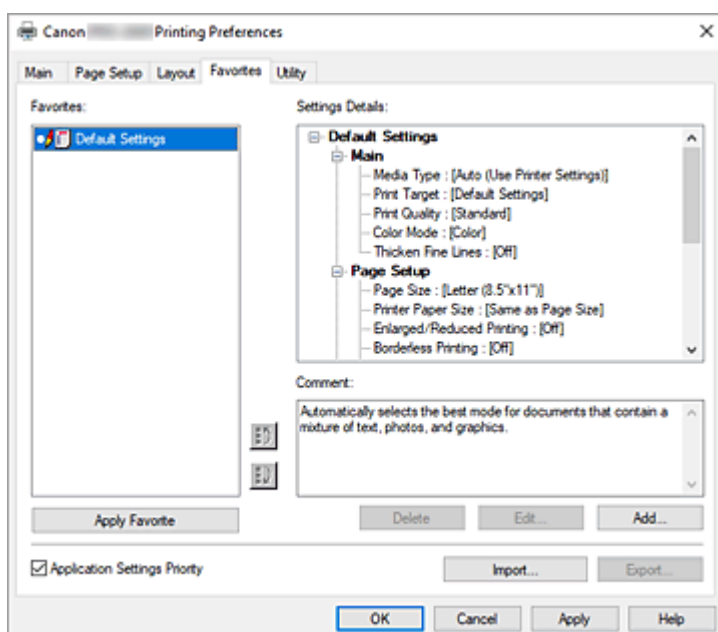 Canon Printing Preferences
Main Page Setup Layout Favorites Utility
Favorites:
Default Settings
Settings Details:
Default Settings
Main
Media Type : [Auto (Use Printer Settings)]
Print Target : [Default Settings]
Print Quality : [Standard]
Color Mode : [Color]
Thicken Fine Lines : [Off]
Page Setup
Page Size : [Letter (8.5"x11")]
Printer Paper Size : [Same as Page Size]
Enlarged/Reduced Printing : [Off]
Borderless Printing : [Off]
Comment:
Automatically selects the best mode for documents that contain a
mixture of text, photos, and graphics.
Apply Favorite
Delete Edit... Add...
Application Settings Priority
Import... Export...
OK Cancel Apply Help